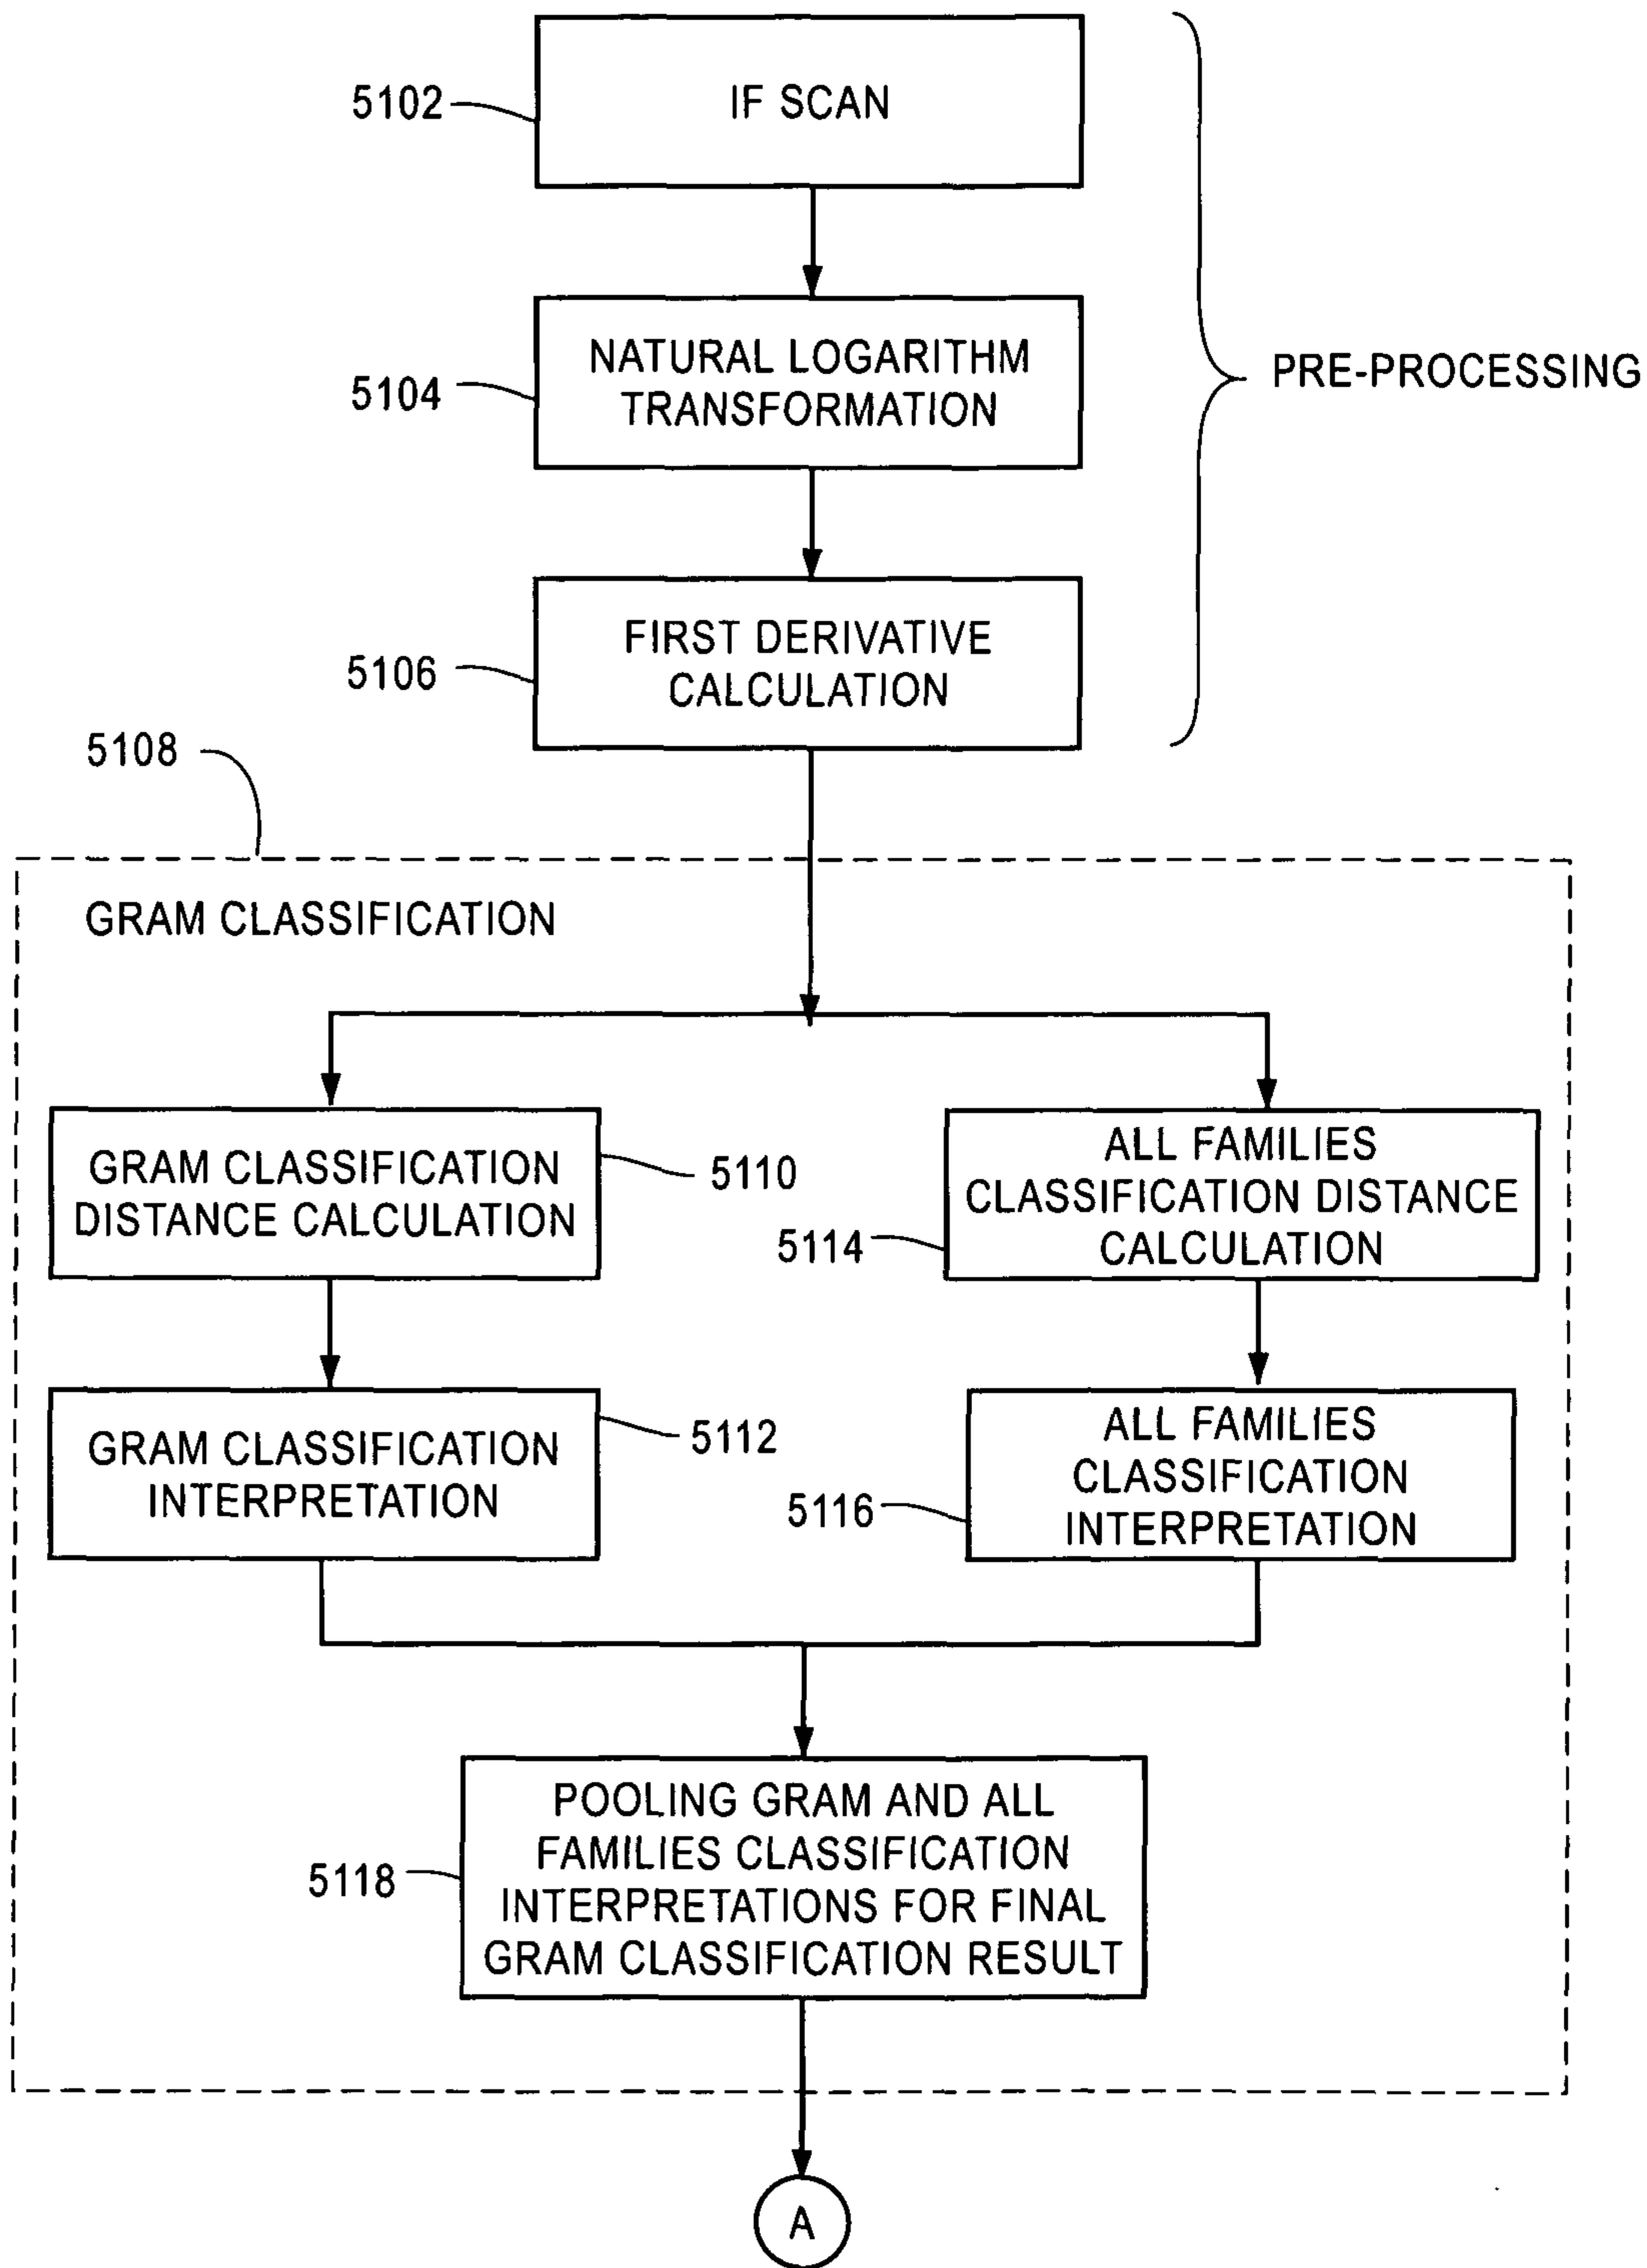 IF SCAN
5102
NATURAL LOGARITHM
TRANSFORMATION
5104
PRE-PROCESSING
FIRST DERIVATIVE
CALCULATION
5106
5108
GRAM CLASSIFICATION
GRAM CLASSIFICATION
DISTANCE CALCULATION
5110
ALL FAMILIES
CLASSIFICATION DISTANCE
CALCULATION
5114
GRAM CLASSIFICATION
INTERPRETATION
5112
ALL FAMILIES
CLASSIFICATION
INTERPRETATION
5116
POOLING GRAM AND ALL
FAMILIES CLASSIFICATION
INTERPRETATIONS FOR FINAL
GRAM CLASSIFICATION RESULT
5118
A